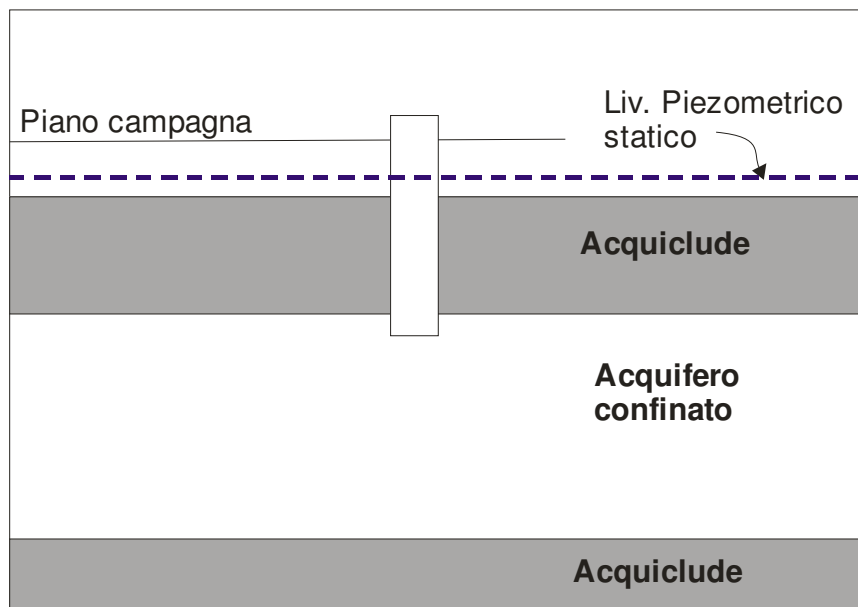 Piano campagna
Liv. Piezometrico
statico
Acquiclude
Acquifero
confinato
Acquiclude